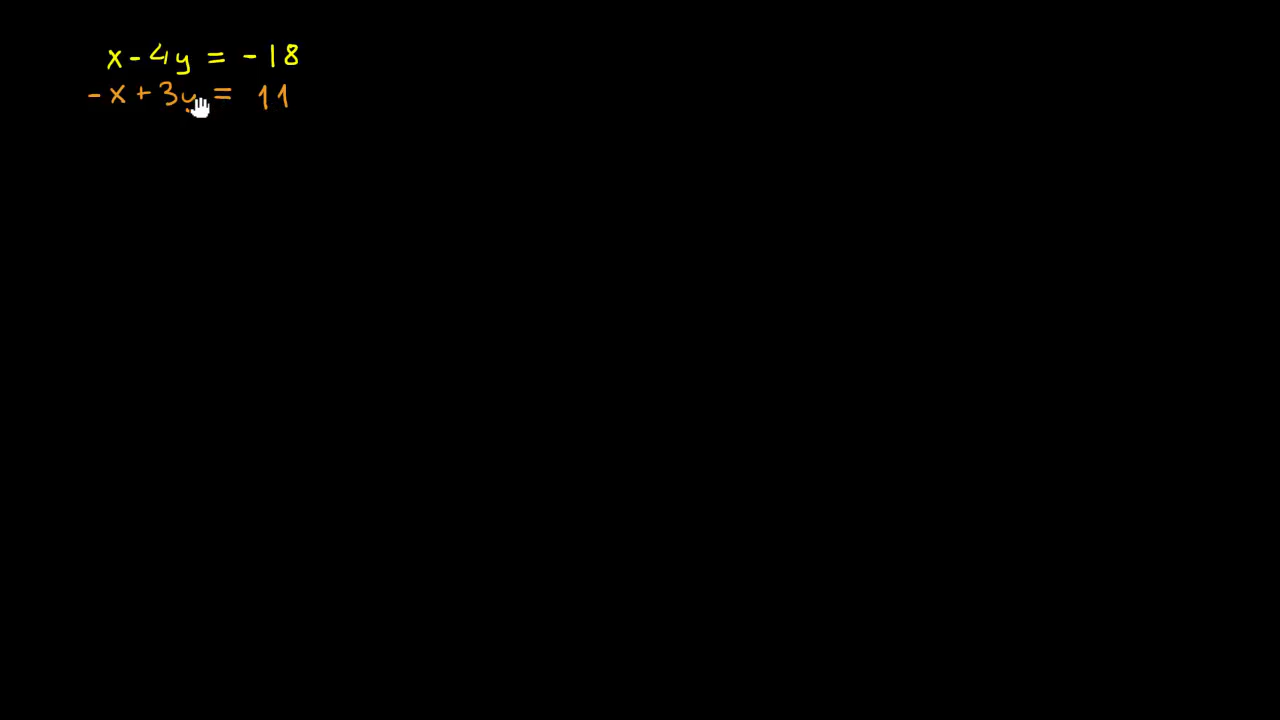 x - 4y = -18
-x + 3y = 11